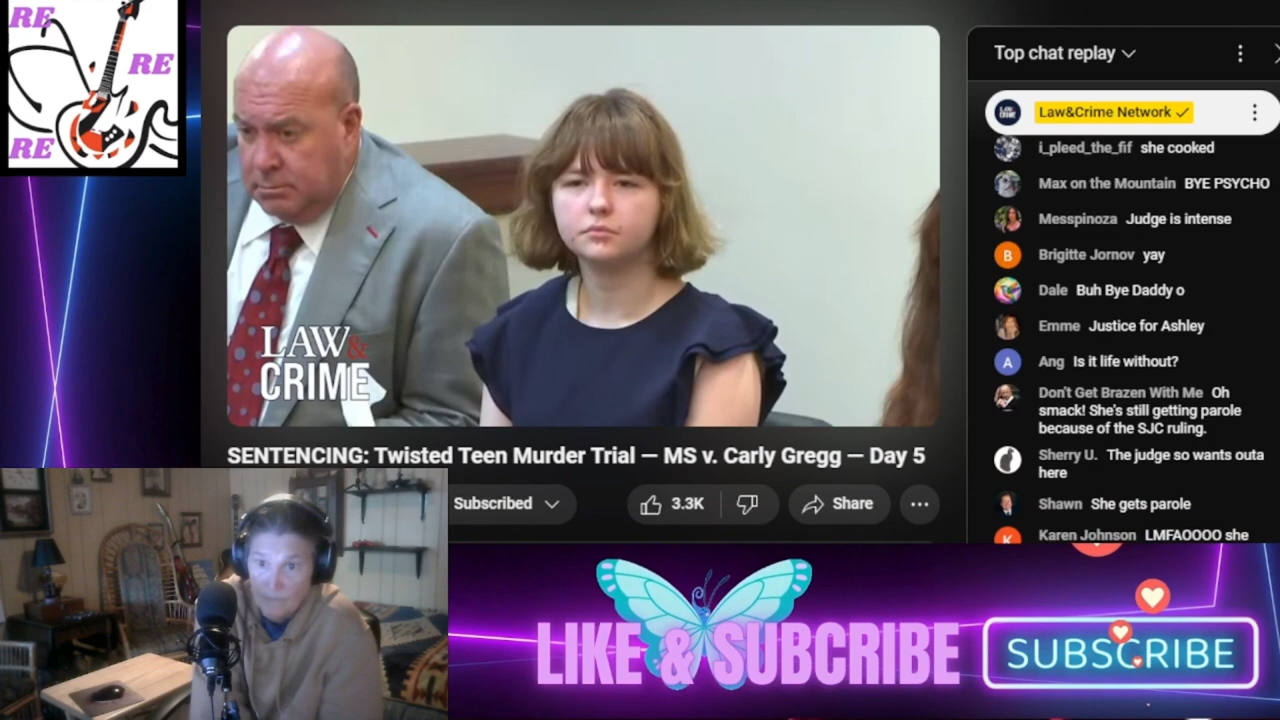 RE
RE
RE
LAW&
CRIME
SENTENCING: Twisted Teen Murder Trial — MS v. Carly Gregg — Day 5
Subscribed
3.3K
Share
Top chat replay
LAW&
CRIME
Law&Crime Network
i_pleed_the_fif she cooked
Max on the Mountain BYE PSYCHO
Messpinoza Judge is intense
B
Brigitte Jornov yay
Dale Buh Bye Daddy o
Emme Justice for Ashley
A
Ang Is it life without?
Don't Get Brazen With Me Oh
smack! She's still getting parole
because of the SJC ruling.
Sherry U. The judge so wants outa
here
Shawn She gets parole
K
Karen Johnson LMFAOOOO she
LIKE & SUBCRIBE
SUBSCRIBE